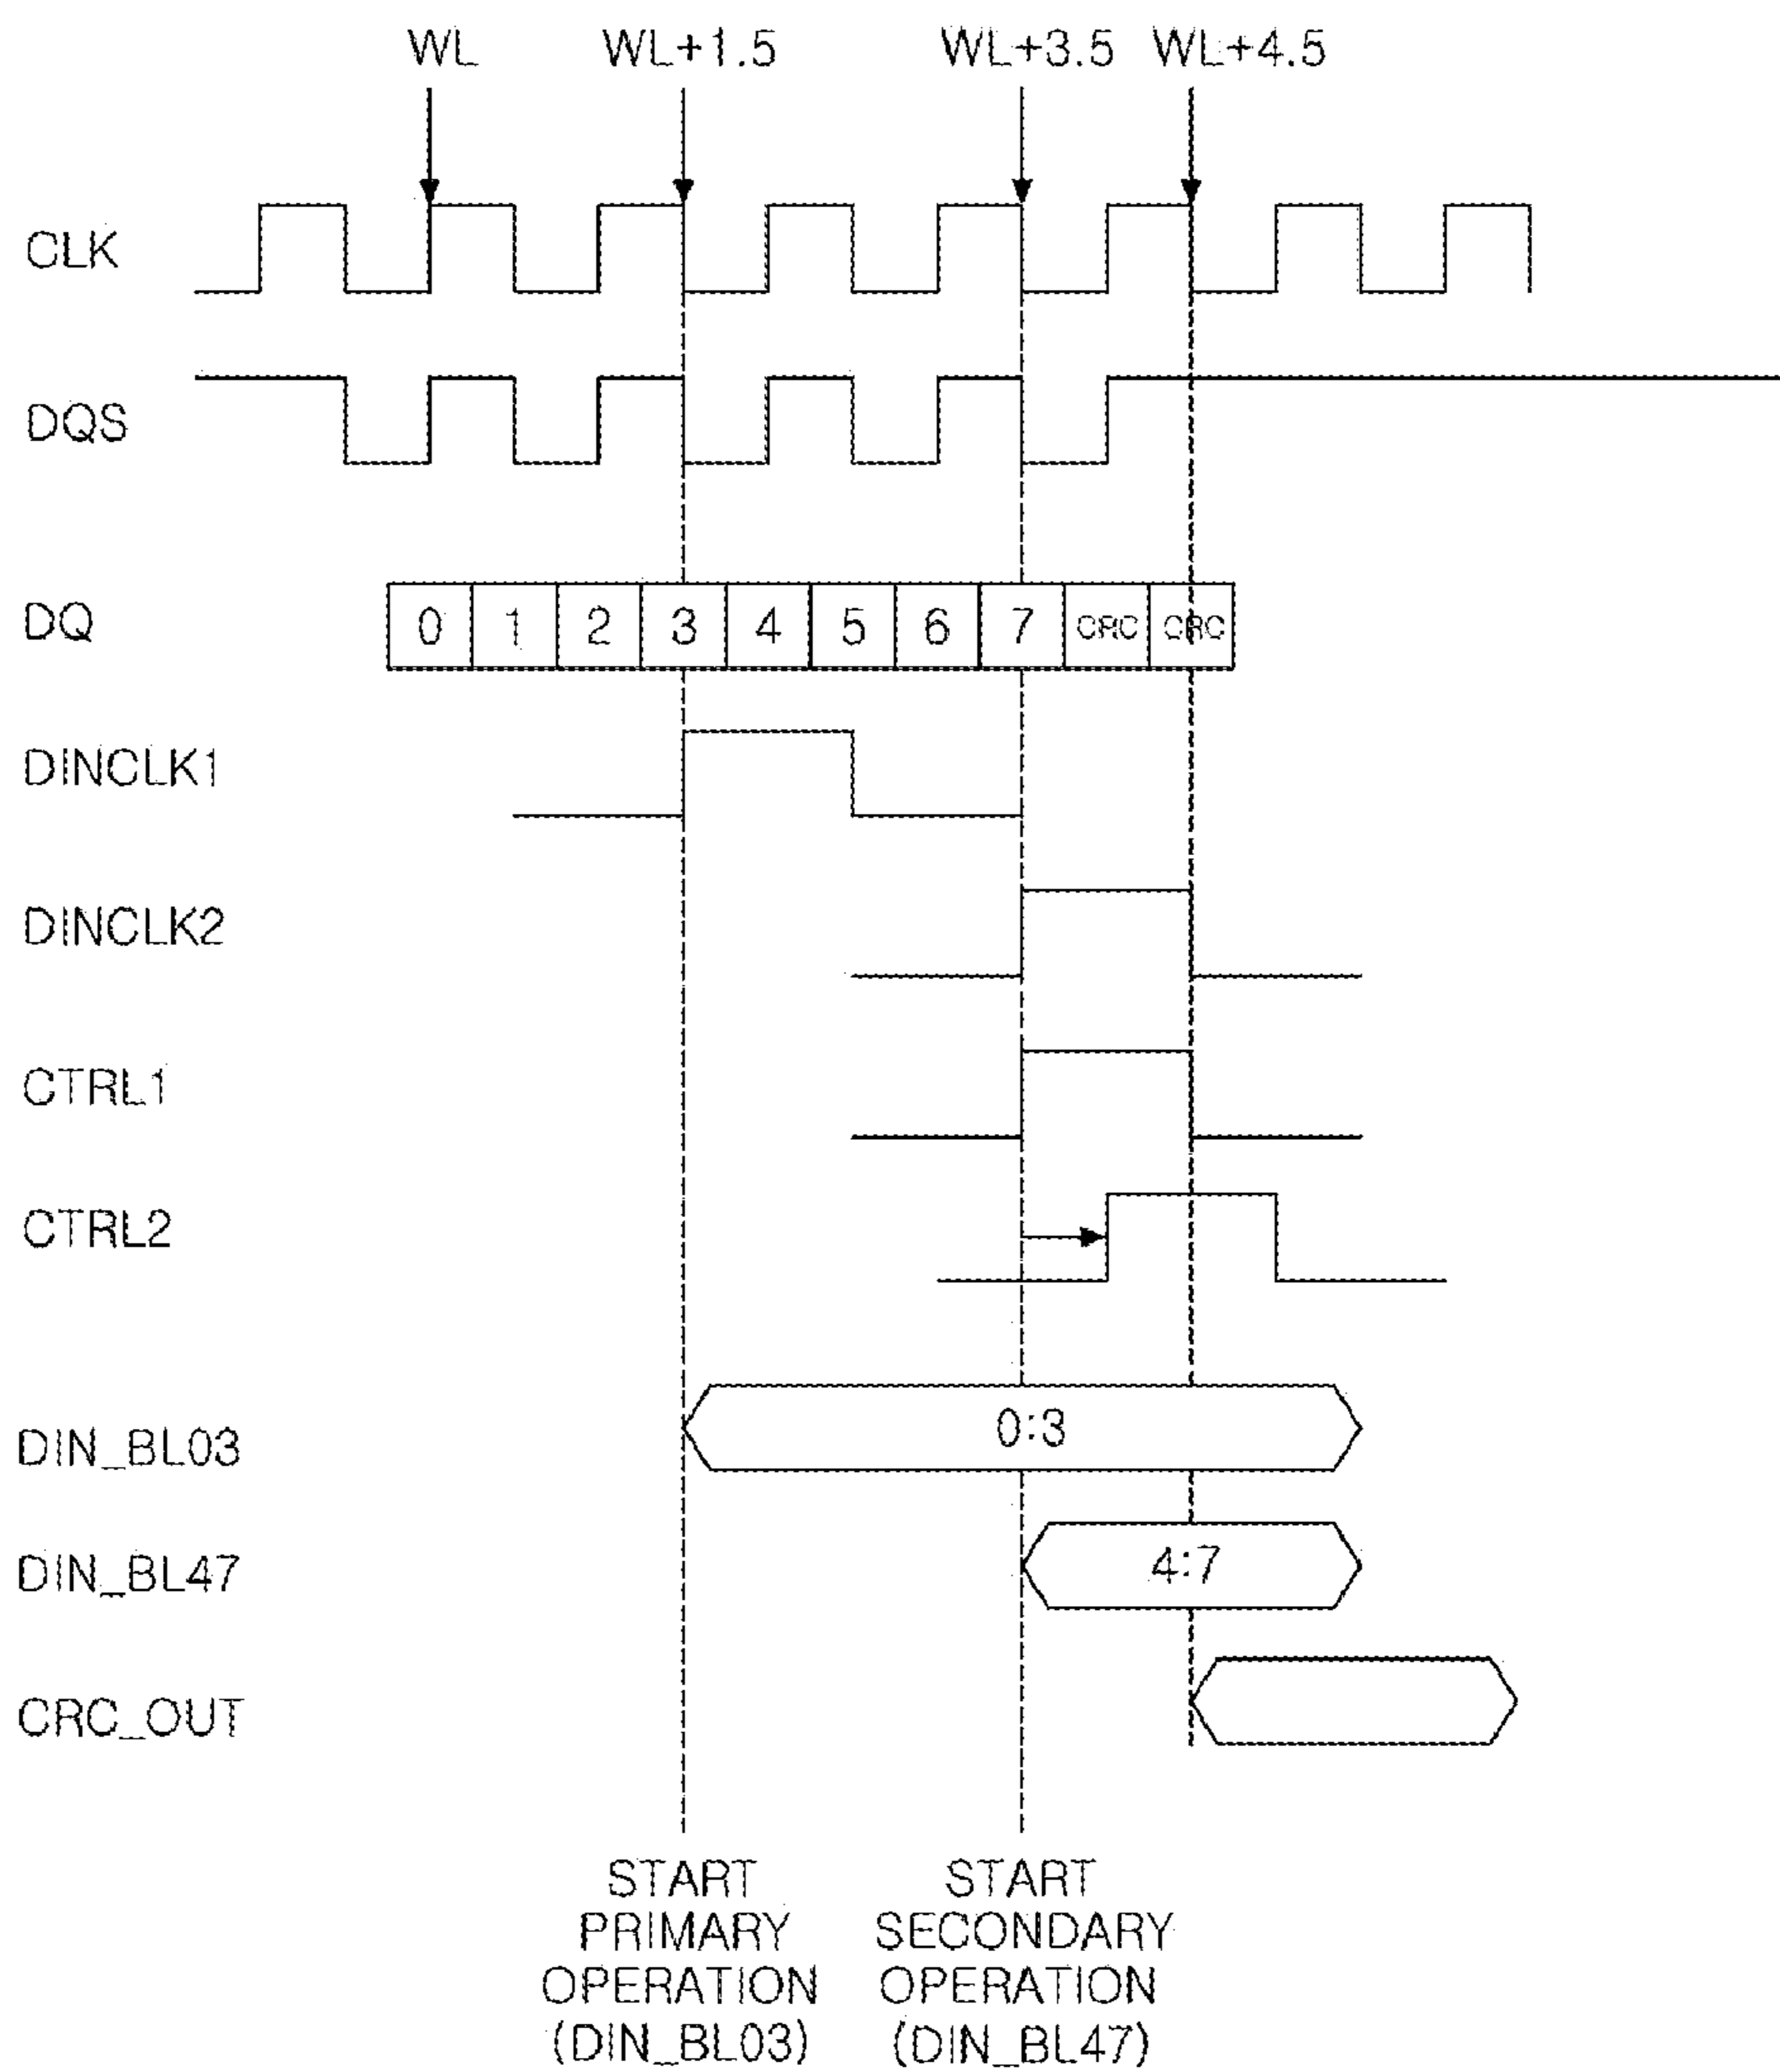 WL WL+1.5 WL+3.5 WL+4.5
CLK
DQS
DQ 0 1 2 3 4 5 6 7 CRC CRC
DINCLK1
DINCLK2
CTRL1
CTRL2
DIN_BL03 0:3
DIN_BL47 4:7
CRC_OUT
START
PRIMARY
OPERATION
(DIN_BL03)
START
SECONDARY
OPERATION
(DIN_BL47)